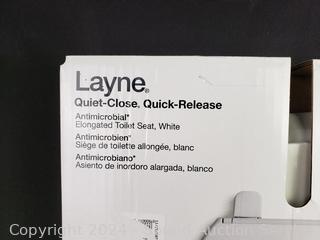 Layne®
Quiet-Close, Quick-Release
Antimicrobial*
Elongated Toilet Seat, White
Antimicrobien*
Siège de toilette allongée, blanc
Antimicrobiano*
Asiento de inordoro alargada, blanco
Copyright 2024